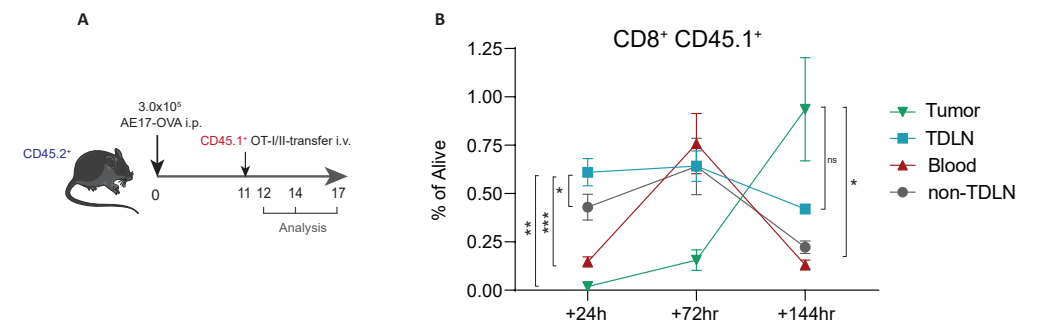 A
3.0x10⁵
AE17-OVA i.p.
CD45.1⁺ OT-I/II-transfer i.v.
CD45.2⁺
0 11 12 14 17
Analysis
B
CD8⁺ CD45.1⁺
% of Alive
1.25
1.00
0.75
0.50
0.25
0.00
**
***
*
ns
*
+24h +72hr +144hr
Tumor
TDLN
Blood
non-TDLN